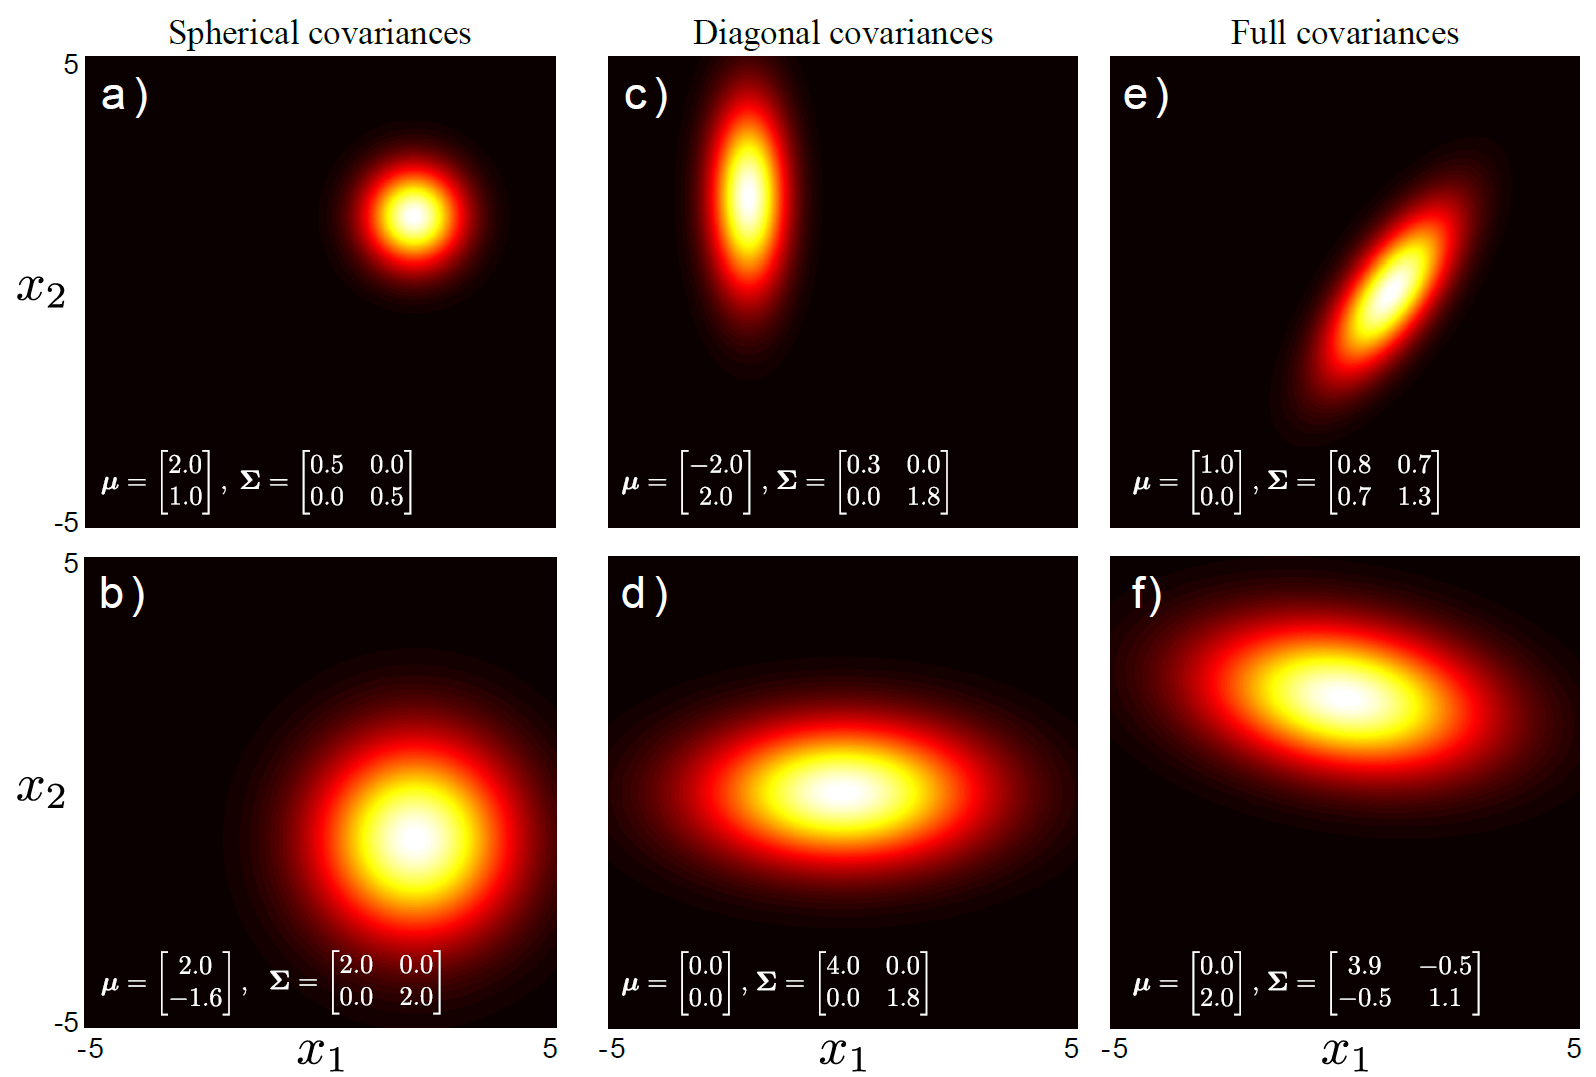 Spherical covariances Diagonal covariances Full covariances
5
a) c) e)
x₂
μ = [2.0 1.0], Σ = [0.5 0.0 0.0 0.5]
μ = [−2.0 2.0], Σ = [0.3 0.0 0.0 1.8]
μ = [1.0 0.0], Σ = [0.8 0.7 0.7 1.3]
-5
5
b) d) f)
x₂
μ = [2.0 −1.6], Σ = [2.0 0.0 0.0 2.0]
μ = [0.0 0.0], Σ = [4.0 0.0 0.0 1.8]
μ = [0.0 2.0], Σ = [3.9 −0.5 −0.5 1.1]
-5
-5 x₁ 5 -5 x₁ 5 -5 x₁ 5